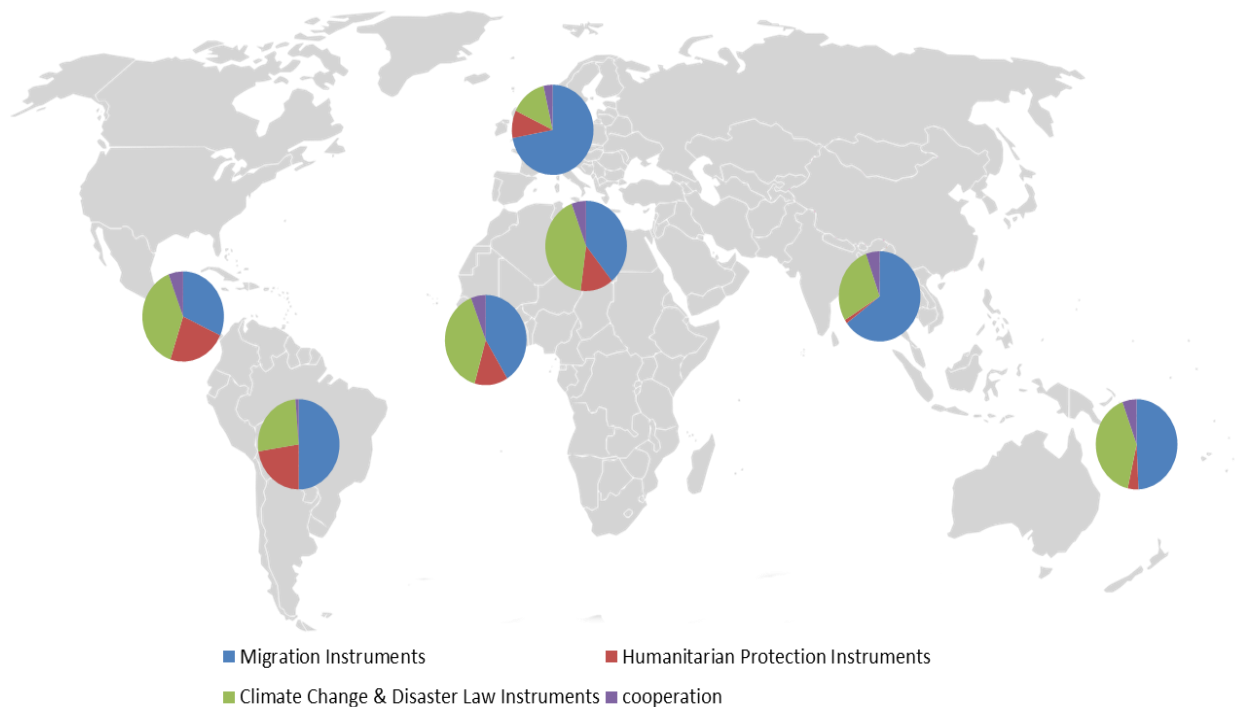 Migration Instruments
Humanitarian Protection Instruments
Climate Change & Disaster Law Instruments
cooperation